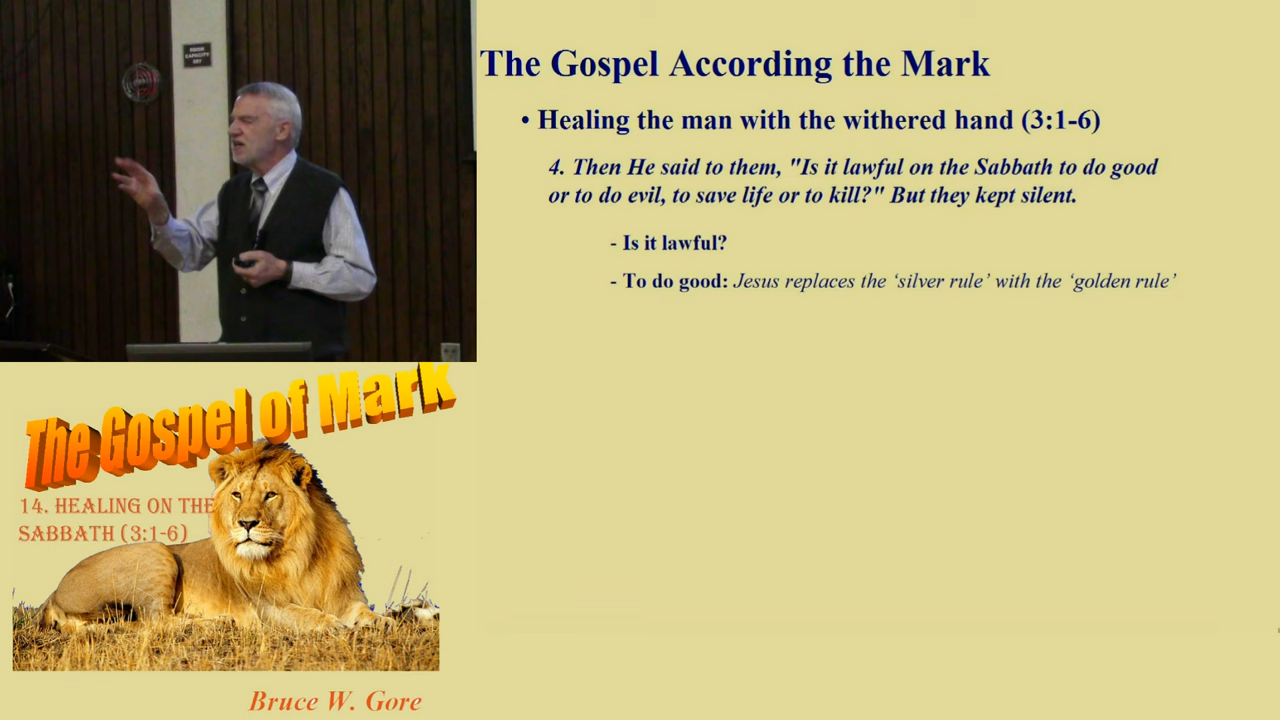 The Gospel According the Mark
• Healing the man with the withered hand (3:1-6)
4. Then He said to them, "Is it lawful on the Sabbath to do good
or to do evil, to save life or to kill?" But they kept silent.
- Is it lawful?
- To do good: Jesus replaces the ‘silver rule’ with the ‘golden rule’
The Gospel of Mark
14. Healing on the
Sabbath (3:1-6)
Bruce W. Gore